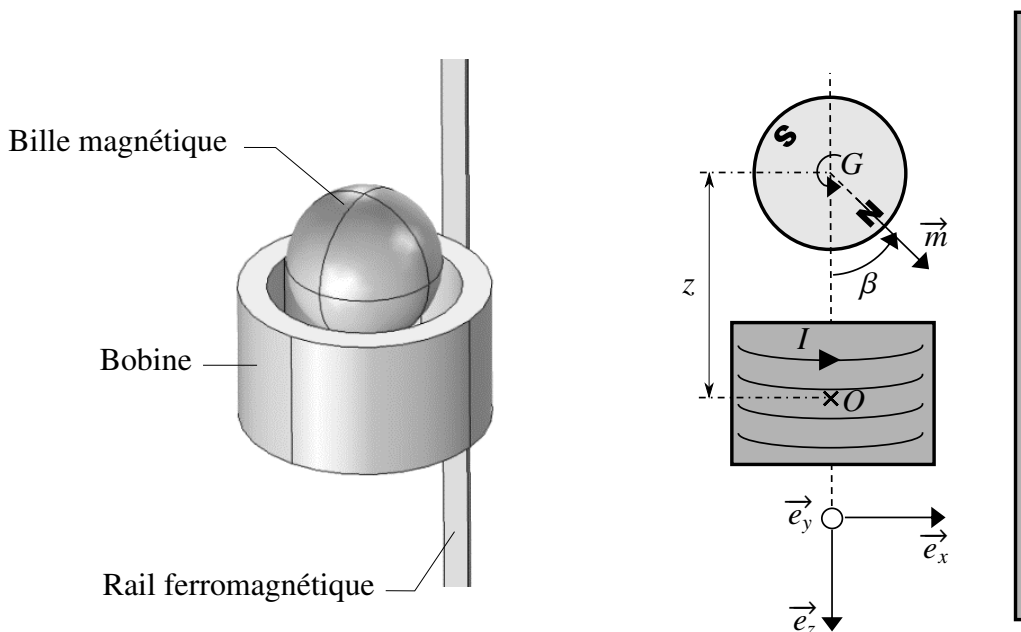 Bille magnétique
Bobine
Rail ferromagnétique
S
G
N
m
β
z
I
O
e_y
e_x
e_z